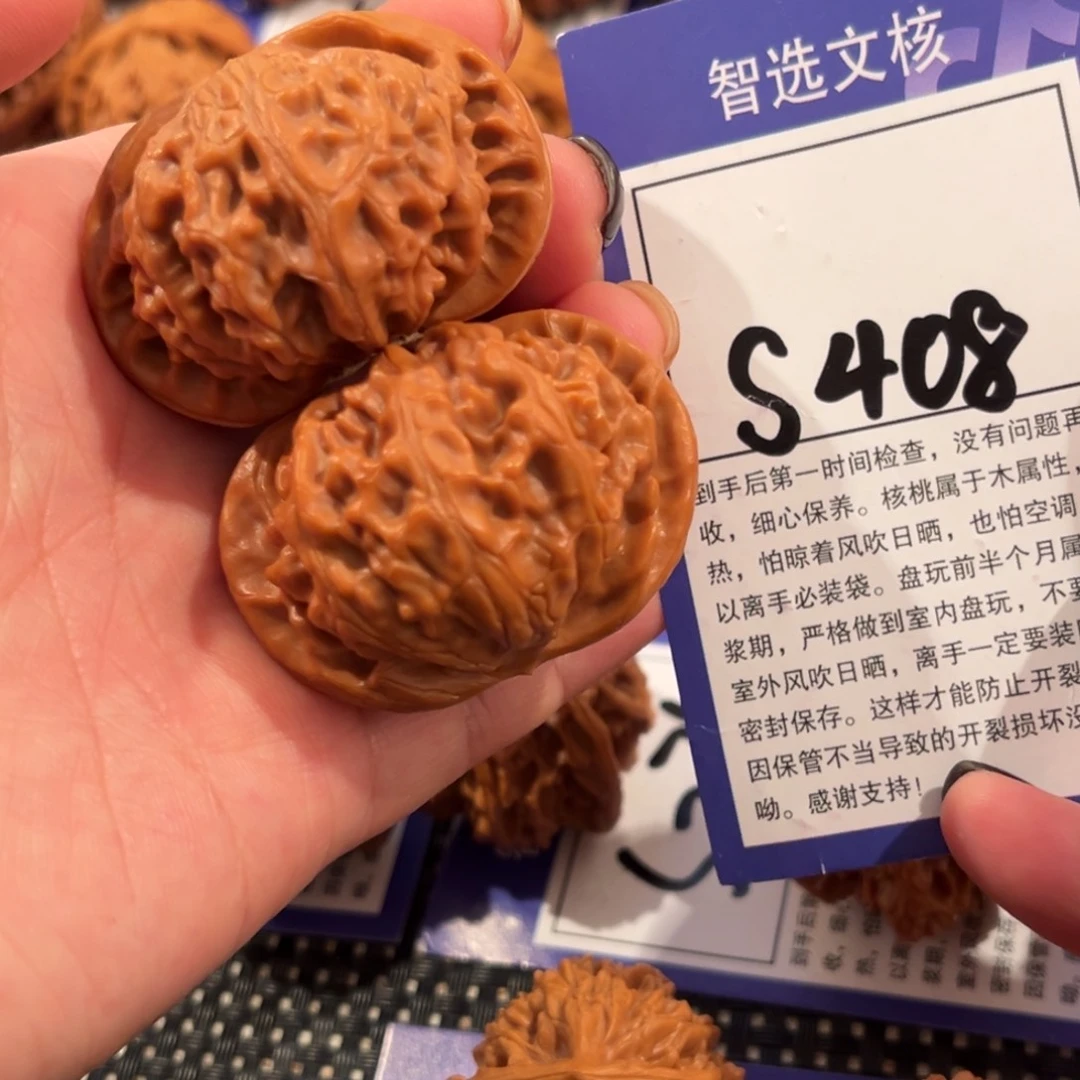 智选文核
S408
到手后第一时间检查，没有问题再
收，细心保养。核桃属于木属性，
热，怕晾着风吹日晒，也怕空调
以离手必装袋。盘玩前半个月属
浆期，严格做到室内盘玩，不要
室外风吹日晒，离手一定要装
密封保存。这样才能防止开裂
因保管不当导致的开裂损坏没
呦。感谢支持！